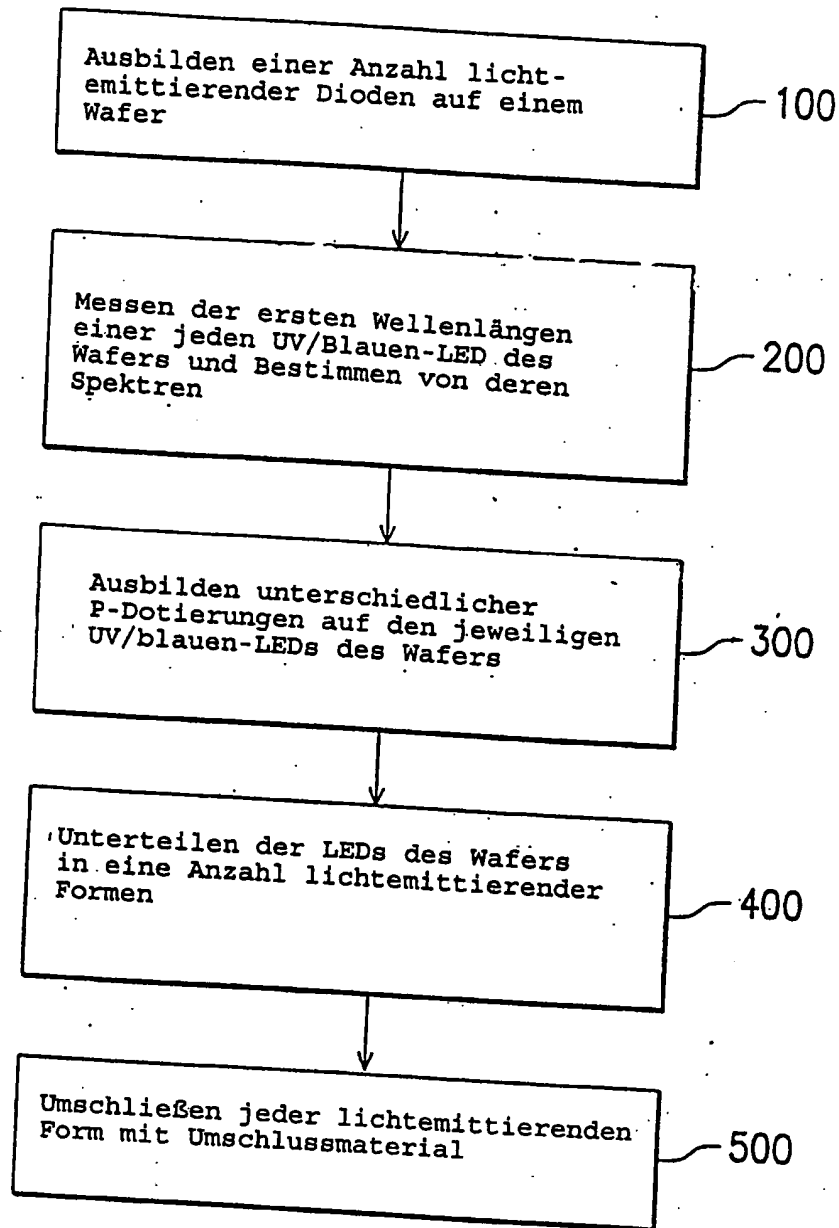 Ausbilden einer Anzahl licht-
emittierender Dioden auf einem
Wafer
100
Messen der ersten Wellenlängen
einer jeden UV/Blauen-LED des
Wafers und Bestimmen von deren
Spektren
200
Ausbilden unterschiedlicher
P-Dotierungen auf den jeweiligen
UV/blauen-LEDs des Wafers
300
Unterteilen der LEDs des Wafers
in eine Anzahl lichtemittierender
Formen
400
Umschließen jeder lichtemittierenden
Form mit Umschlussmaterial
500